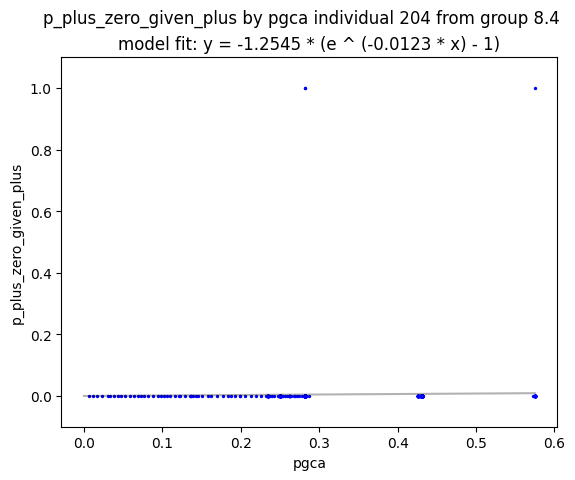 p_plus_zero_given_plus by pgca individual 204 from group 8.4
model fit: y = -1.2545 * (e ^ (-0.0123 * x) - 1)
1.0
0.8
0.6
0.4
0.2
0.0
p_plus_zero_given_plus
0.0 0.1 0.2 0.3 0.4 0.5 0.6
pgca